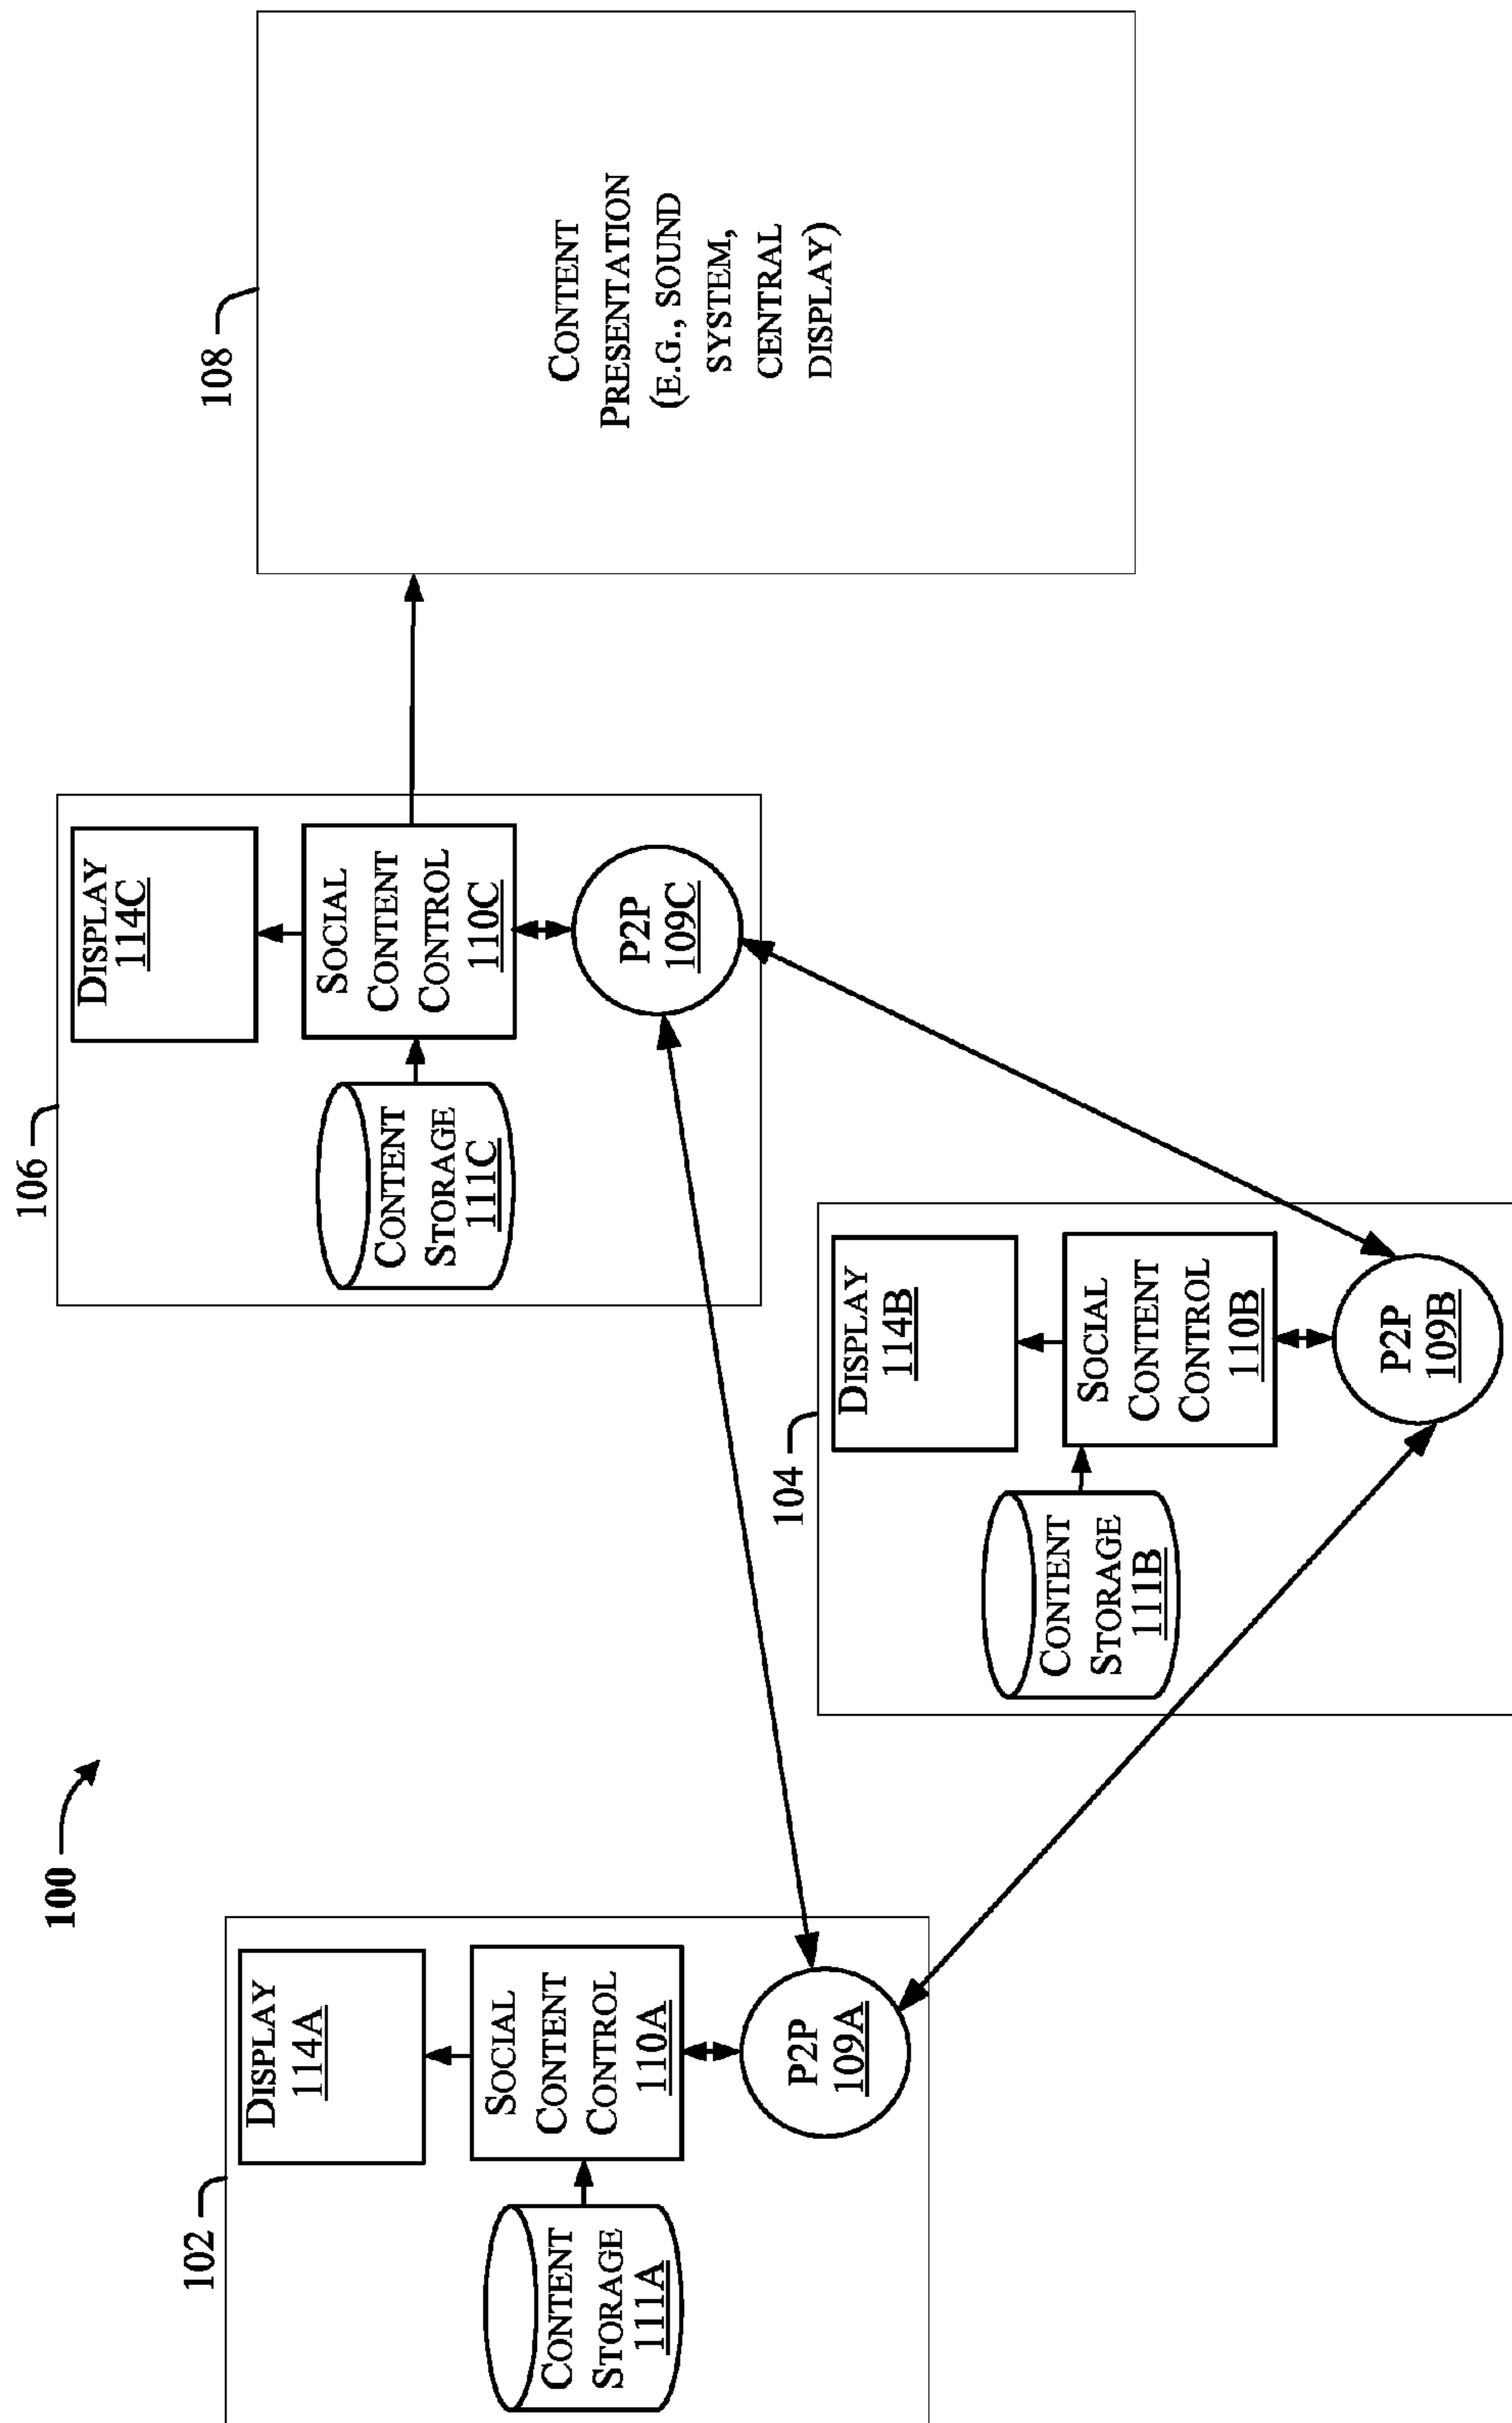 100
102
DISPLAY
114A
SOCIAL
CONTENT
CONTROL
110A
CONTENT
STORAGE
111A
P2P
109A
104
DISPLAY
114B
SOCIAL
CONTENT
CONTROL
110B
CONTENT
STORAGE
111B
P2P
109B
106
DISPLAY
114C
SOCIAL
CONTENT
CONTROL
110C
CONTENT
STORAGE
111C
P2P
109C
108
CONTENT
PRESENTATION
(E.G., SOUND
SYSTEM,
CENTRAL
DISPLAY)